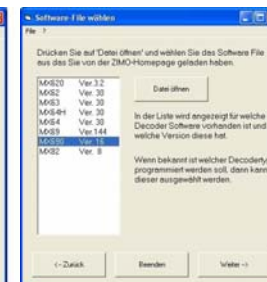 Software-File wählen
File ?
Drücken Sie auf 'Datei öffnen' und wählen Sie das Software File
aus das Sie von der ZIMO-Homepage geladen haben.
MX620 Ver.3.2
MX62 Ver. 30
MX63 Ver. 30
MX64H Ver. 30
MX64 Ver. 30
MX69 Ver.144
MX690 Ver. 16
MX82 Ver. 8
Datei öffnen
In der Liste wird angezeigt für welche
Decoder Software vorhanden ist und
welche Version diese hat.
Wenn bekannt ist welcher Decoderty
programmiert werden soll, dann kann
dieser ausgewählt werden.
<- Zurück Beenden Weiter ->